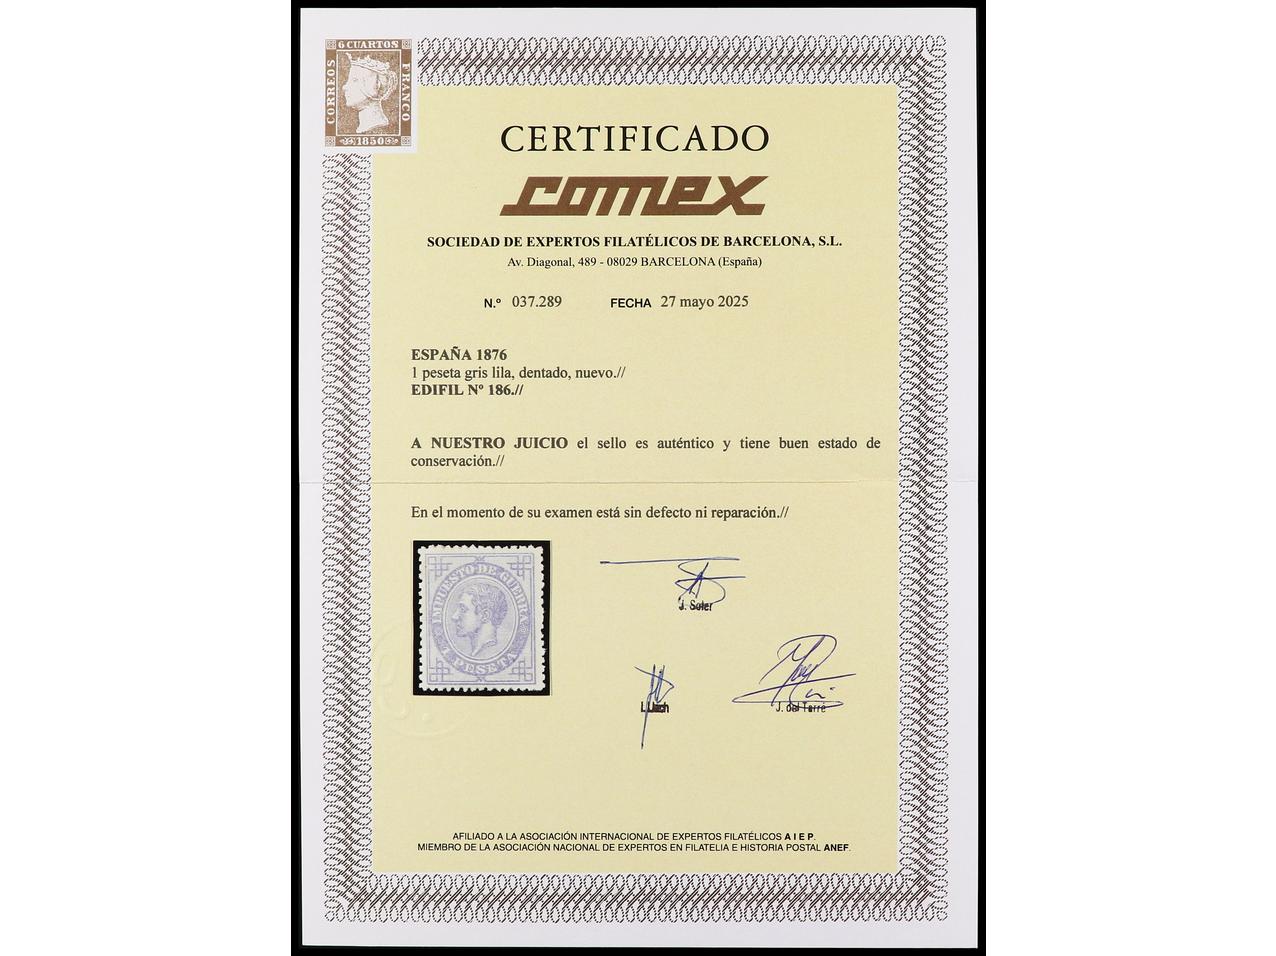 6 CUARTOS
CORREOS
FRANCO
1850
CERTIFICADO
comex
SOCIEDAD DE EXPERTOS FILATÉLICOS DE BARCELONA, S.L.
Av. Diagonal, 489 - 08029 BARCELONA (España)
N.º 037.289 FECHA 27 mayo 2025
ESPAÑA 1876
1 peseta gris lila, dentado, nuevo.//
EDIFIL Nº 186.//
A NUESTRO JUICIO el sello es auténtico y tiene buen estado de
conservación.//
En el momento de su examen está sin defecto ni reparación.//
IMPUESTO DE GUERRA
1 PESETA
J. Soler
I. Llach
J. del Tarré
AFILIADO A LA ASOCIACIÓN INTERNACIONAL DE EXPERTOS FILATÉLICOS A I E P.
MIEMBRO DE LA ASOCIACIÓN NACIONAL DE EXPERTOS EN FILATELIA E HISTORIA POSTAL ANEF.